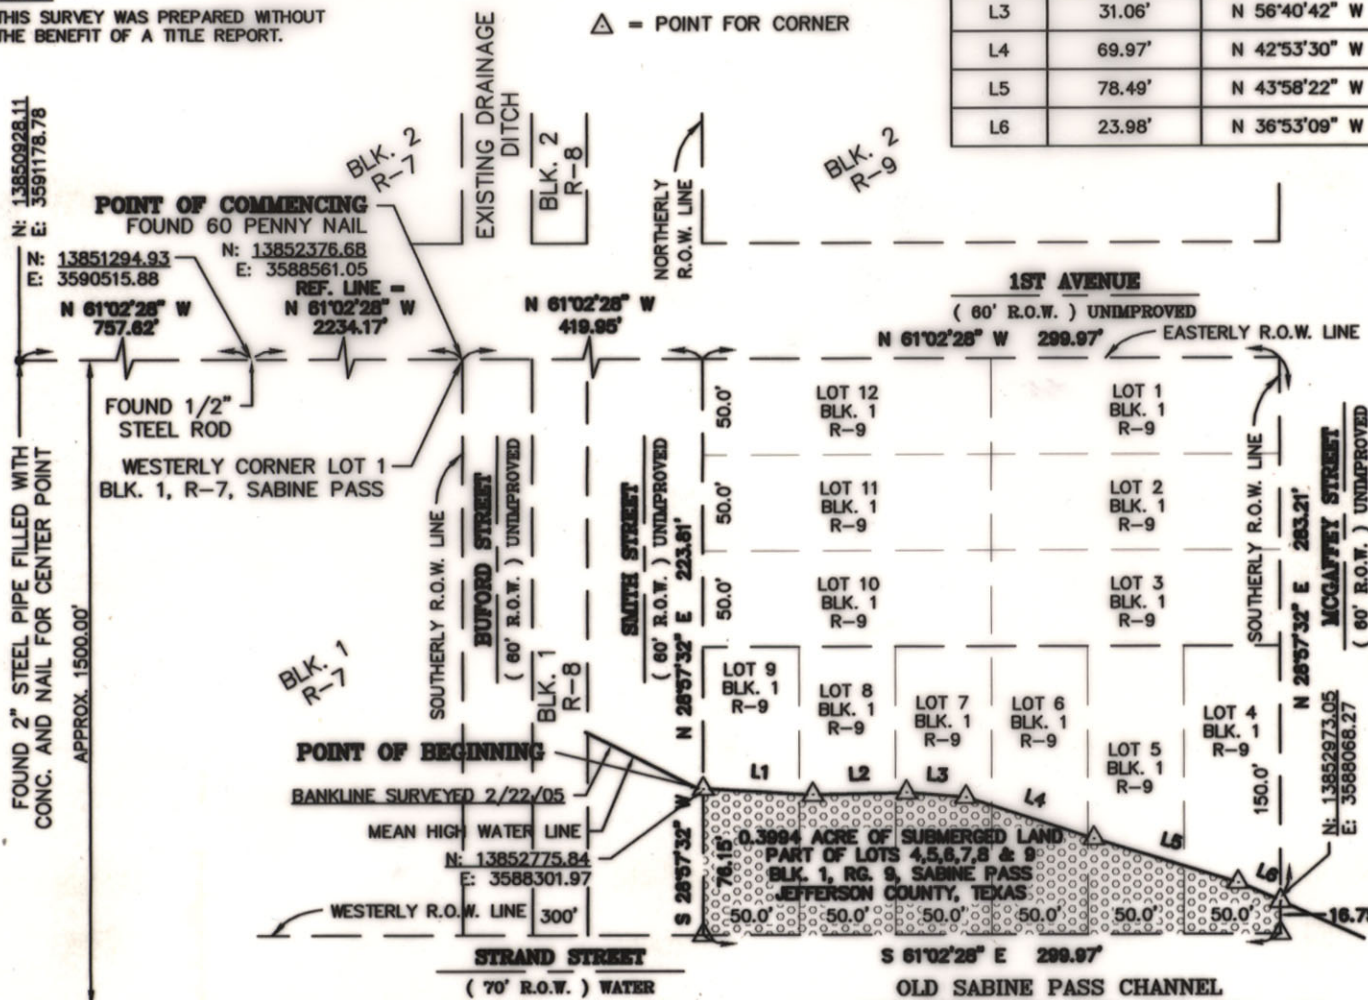 THIS SURVEY WAS PREPARED WITHOUT
THE BENEFIT OF A TITLE REPORT.
= POINT FOR CORNER
L3 31.06' N 56°40'42" W
L4 69.97' N 42°53'30" W
L5 78.49' N 43°58'22" W
L6 23.98' N 36°53'09" W
N: 13850928.11
E: 3591178.78
BLK. 2
R-7
EXISTING DRAINAGE
DITCH
BLK. 2
R-8
NORTHERLY
R.O.W. LINE
BLK. 2
R-9
POINT OF COMMENCING
FOUND 60 PENNY NAIL
N: 13852376.68
E: 3588561.05
N: 13851294.93
E: 3590515.88
REF. LINE =
N 61°02'28" W
757.62'
N 61°02'28" W
2234.17'
N 61°02'28" W
419.95'
1ST AVENUE
( 60' R.O.W. ) UNIMPROVED
N 61°02'28" W 299.97'
EASTERLY R.O.W. LINE
FOUND 1/2"
STEEL ROD
WESTERLY CORNER LOT 1
BLK. 1, R-7, SABINE PASS
FOUND 2" STEEL PIPE FILLED WITH
CONC. AND NAIL FOR CENTER POINT
APPROX. 1500.00'
SOUTHERLY R.O.W. LINE
BUFORD STREET
( 60' R.O.W. ) UNIMPROVED
BLK. 1
R-8
SMITH STREET
( 60' R.O.W. ) UNIMPROVED
N 28°57'32" E 223.81'
50.0'
50.0'
50.0'
LOT 12
BLK. 1
R-9
LOT 1
BLK. 1
R-9
LOT 11
BLK. 1
R-9
LOT 2
BLK. 1
R-9
LOT 10
BLK. 1
R-9
LOT 3
BLK. 1
R-9
SOUTHERLY R.O.W. LINE
N 28°57'32" E 283.21'
MCGAFFEY STREET
( 60' R.O.W. ) UNIMPROVED
BLK. 1
R-7
LOT 9
BLK. 1
R-9
LOT 8
BLK. 1
R-9
LOT 7
BLK. 1
R-9
LOT 6
BLK. 1
R-9
LOT 5
BLK. 1
R-9
LOT 4
BLK. 1
R-9
150.0'
N: 13852973.05
E: 3588068.27
POINT OF BEGINNING
BANKLINE SURVEYED 2/22/05
MEAN HIGH WATER LINE
N: 13852775.84
E: 3588301.97
L1 L2 L3 L4 L5 L6
S 28°57'32" W
76.15'
0.3994 ACRE OF SUBMERGED LAND
PART OF LOTS 4,5,6,7,8 & 9
BLK. 1, RG. 9, SABINE PASS
JEFFERSON COUNTY, TEXAS
WESTERLY R.O.W. LINE 300'
50.0' 50.0' 50.0' 50.0' 50.0' 50.0'
STRAND STREET
( 70' R.O.W. ) WATER
S 61°02'28" E 299.97'
OLD SABINE PASS CHANNEL